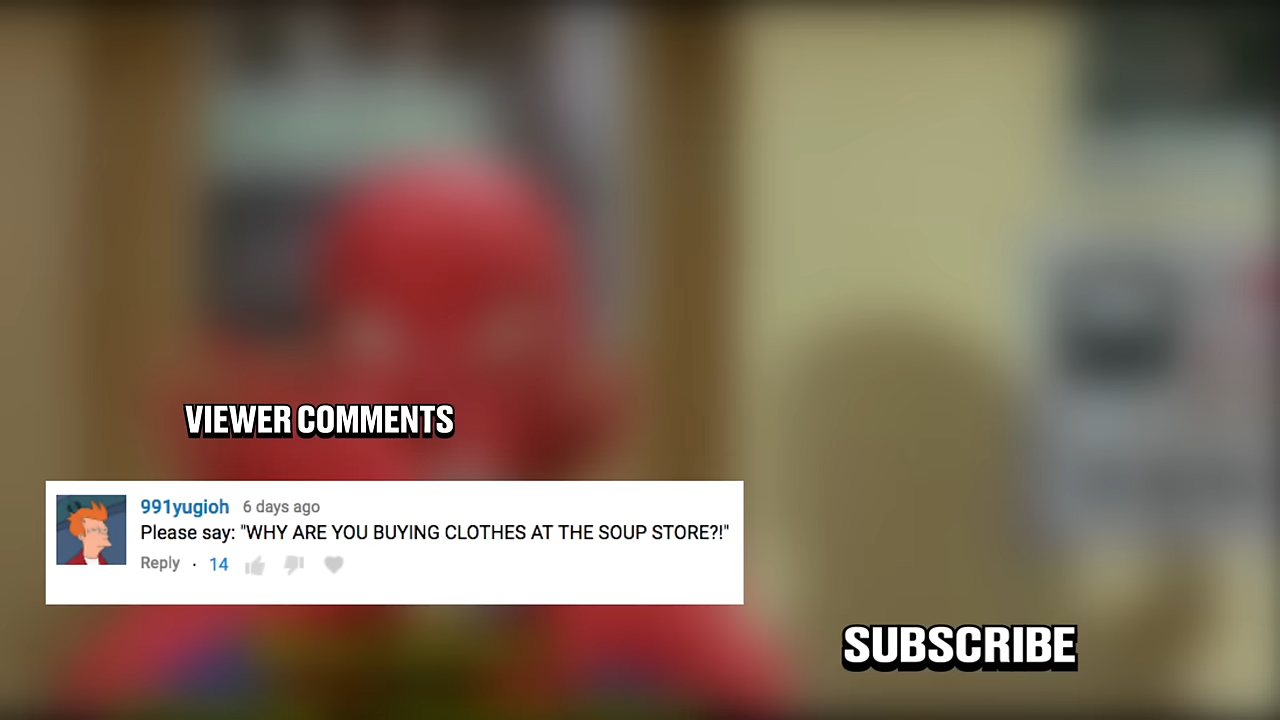 VIEWER COMMENTS
991yugioh 6 days ago
Please say: "WHY ARE YOU BUYING CLOTHES AT THE SOUP STORE?!"
Reply · 14
SUBSCRIBE